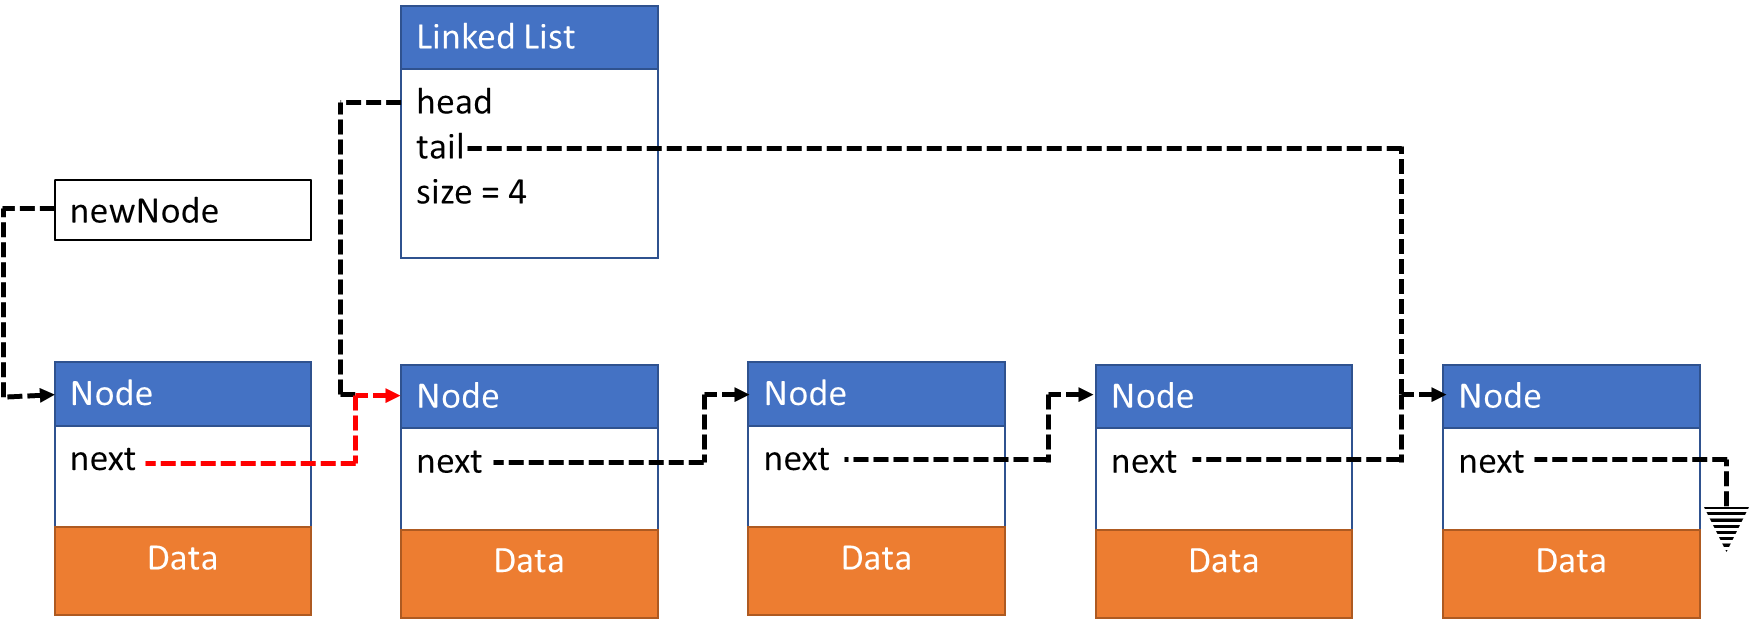 Linked List
head
tail
size = 4
newNode
Node
next
Data
Node
next
Data
Node
next
Data
Node
next
Data
Node
next
Data